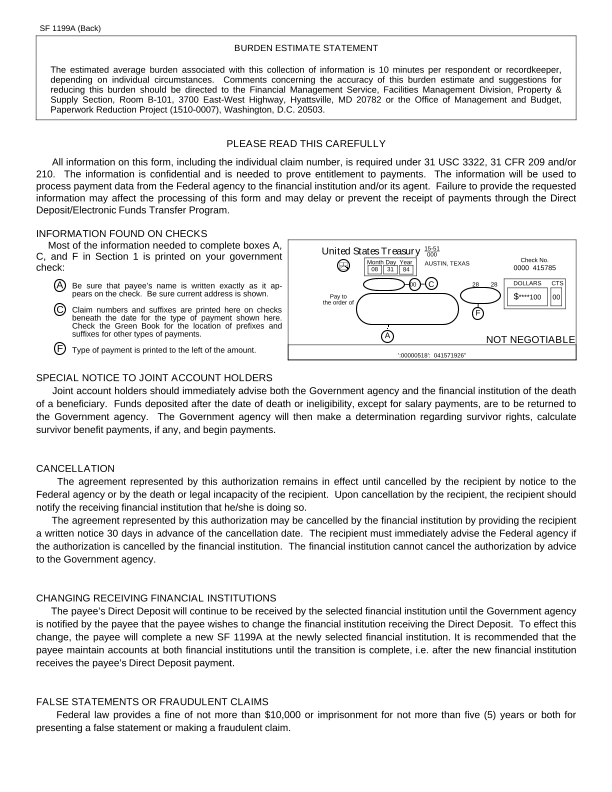 SF 1199A (Back)
BURDEN ESTIMATE STATEMENT
The estimated average burden associated with this collection of information is 10 minutes per respondent or recordkeeper,
depending on individual circumstances. Comments concerning the accuracy of this burden estimate and suggestions for
reducing this burden should be directed to the Financial Management Service, Facilities Management Division, Property &
Supply Section, Room B-101, 3700 East-West Highway, Hyattsville, MD 20782 or the Office of Management and Budget,
Paperwork Reduction Project (1510-0007), Washington, D.C. 20503.
PLEASE READ THIS CAREFULLY
All information on this form, including the individual claim number, is required under 31 USC 3322, 31 CFR 209 and/or
210. The information is confidential and is needed to prove entitlement to payments. The information will be used to
process payment data from the Federal agency to the financial institution and/or its agent. Failure to provide the requested
information may affect the processing of this form and may delay or prevent the receipt of payments through the Direct
Deposit/Electronic Funds Transfer Program.
INFORMATION FOUND ON CHECKS
Most of the information needed to complete boxes A,
C, and F in Section 1 is printed on your government
check:
A Be sure that payee's name is written exactly as it ap-
pears on the check. Be sure current address is shown.
C Claim numbers and suffixes are printed here on checks
beneath the date for the type of payment shown here.
Check the Green Book for the location of prefixes and
suffixes for other types of payments.
F Type of payment is printed to the left of the amount.
United States Treasury 15-51
000
Month Day Year
08 31 84
AUSTIN, TEXAS
Check No.
0000 415785
00 C
28 28
DOLLARS CTS
$****100 00
Pay to
the order of
F
A
NOT NEGOTIABLE
':00000518': 041571926"
SPECIAL NOTICE TO JOINT ACCOUNT HOLDERS
Joint account holders should immediately advise both the Government agency and the financial institution of the death
of a beneficiary. Funds deposited after the date of death or ineligibility, except for salary payments, are to be returned to
the Government agency. The Government agency will then make a determination regarding survivor rights, calculate
survivor benefit payments, if any, and begin payments.
CANCELLATION
The agreement represented by this authorization remains in effect until cancelled by the recipient by notice to the
Federal agency or by the death or legal incapacity of the recipient. Upon cancellation by the recipient, the recipient should
notify the receiving financial institution that he/she is doing so.
The agreement represented by this authorization may be cancelled by the financial institution by providing the recipient
a written notice 30 days in advance of the cancellation date. The recipient must immediately advise the Federal agency if
the authorization is cancelled by the financial institution. The financial institution cannot cancel the authorization by advice
to the Government agency.
CHANGING RECEIVING FINANCIAL INSTITUTIONS
The payee's Direct Deposit will continue to be received by the selected financial institution until the Government agency
is notified by the payee that the payee wishes to change the financial institution receiving the Direct Deposit. To effect this
change, the payee will complete a new SF 1199A at the newly selected financial institution. It is recommended that the
payee maintain accounts at both financial institutions until the transition is complete, i.e. after the new financial institution
receives the payee's Direct Deposit payment.
FALSE STATEMENTS OR FRAUDULENT CLAIMS
Federal law provides a fine of not more than $10,000 or imprisonment for not more than five (5) years or both for
presenting a false statement or making a fraudulent claim.